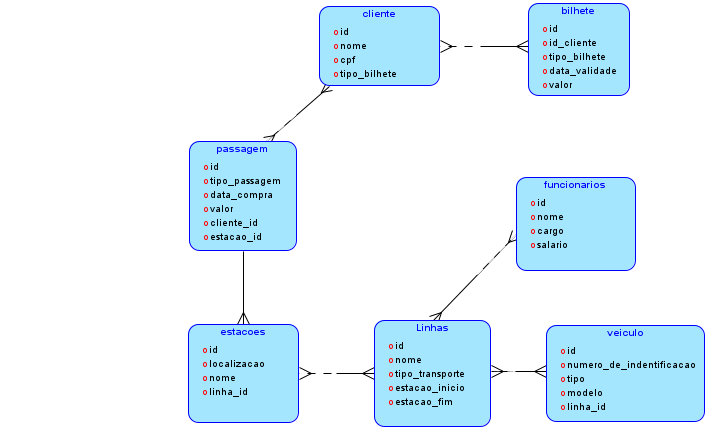 cliente
id
nome
cpf
tipo_bilhete
bilhete
id
id_cliente
tipo_bilhete
data_validade
valor
passagem
id
tipo_passagem
data_compra
valor
cliente_id
estacao_id
funcionarios
id
nome
cargo
salario
estacoes
id
localizacao
nome
linha_id
Linhas
id
nome
tipo_transporte
estacao_inicio
estacao_fim
veiculo
id
numero_de_indentificacao
tipo
modelo
linha_id